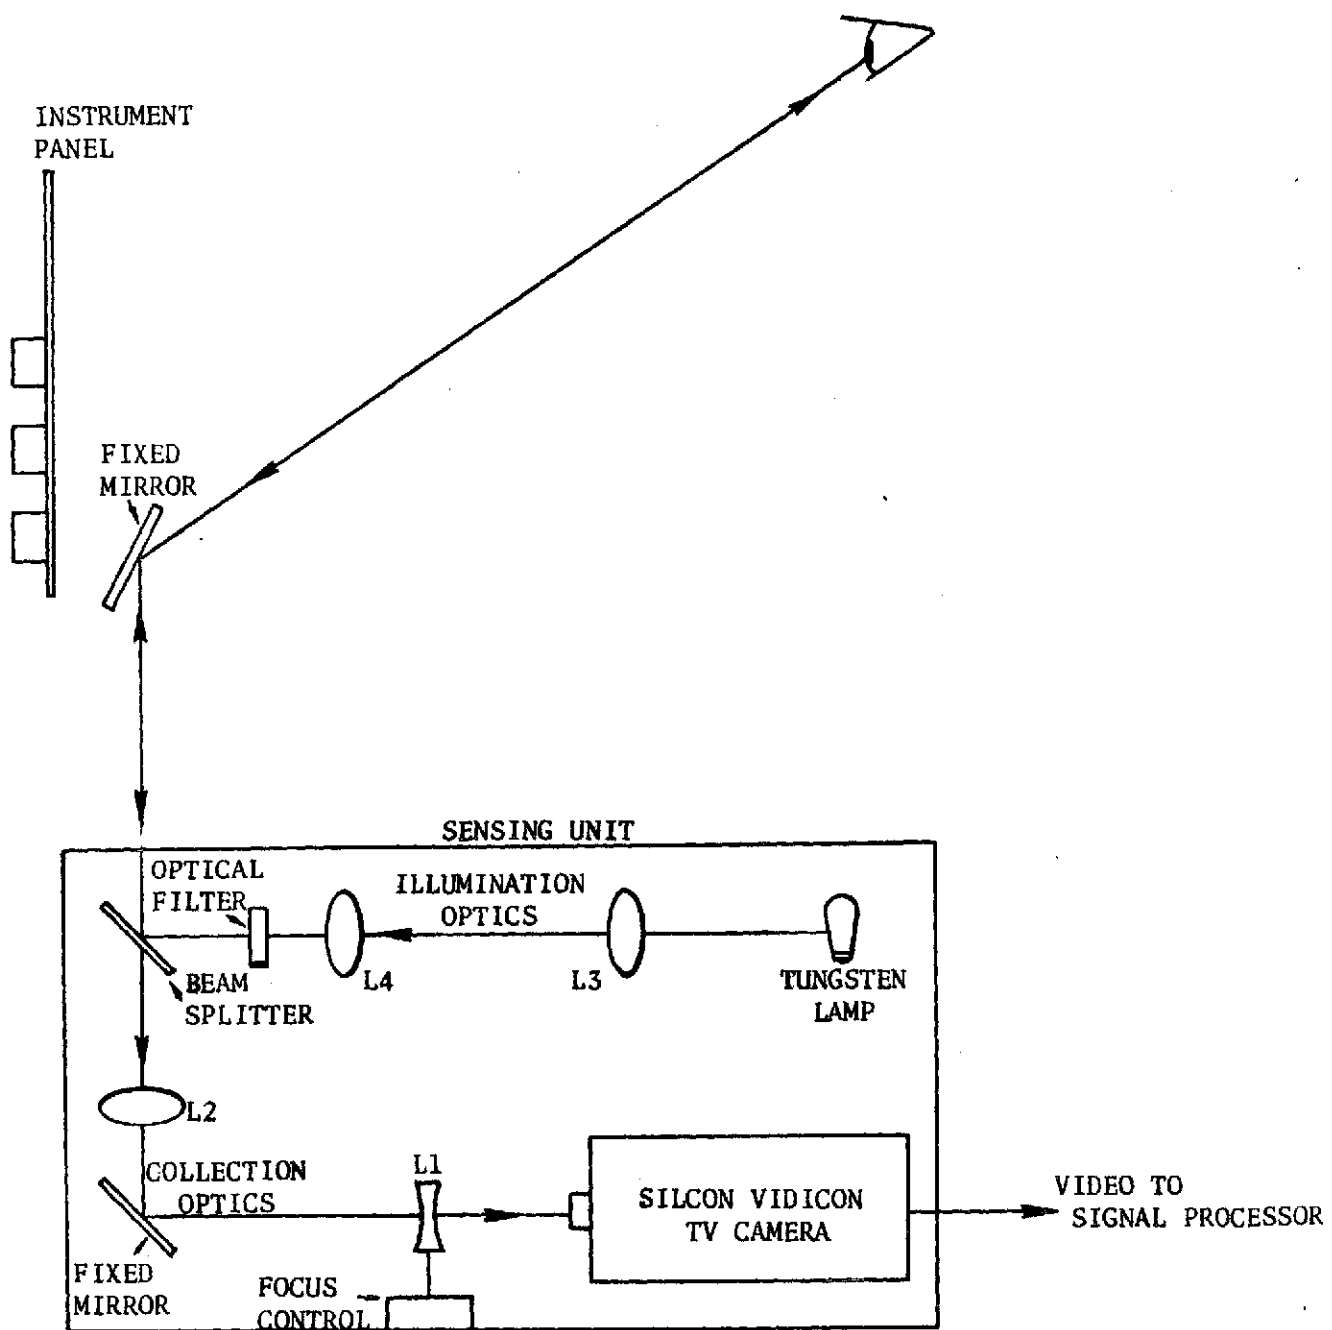 INSTRUMENT
PANEL
FIXED
MIRROR
SENSING UNIT
OPTICAL
FILTER
ILLUMINATION
OPTICS
L4
L3
TUNGSTEN
LAMP
BEAM
SPLITTER
L2
COLLECTION
OPTICS
L1
SILCON VIDICON
TV CAMERA
VIDEO TO
SIGNAL PROCESSOR
FIXED
MIRROR
FOCUS
CONTROL